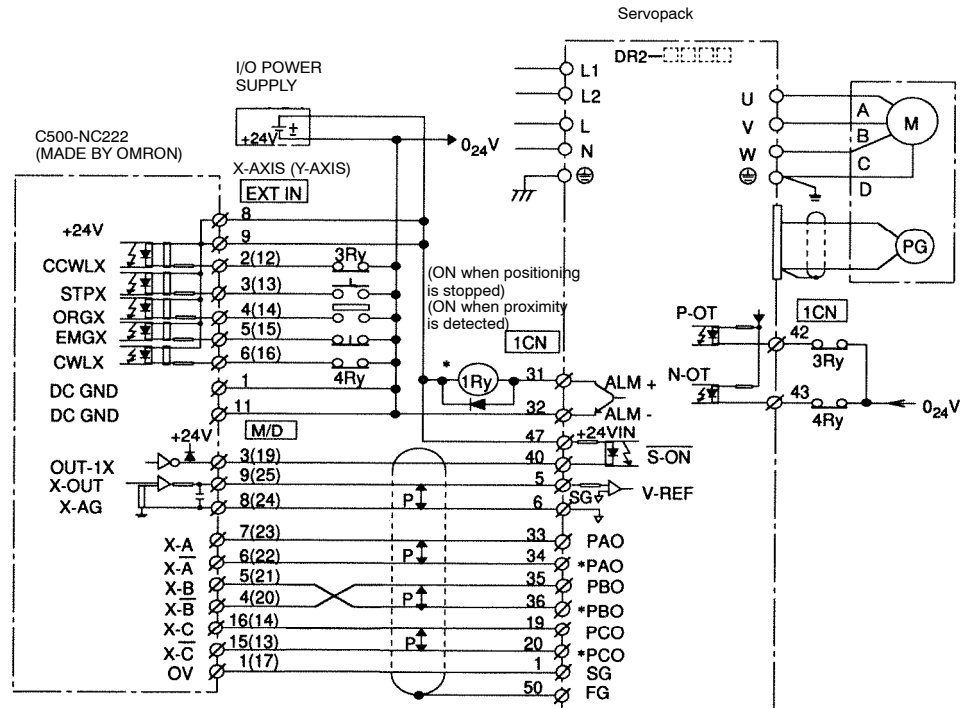 Servopack
DR2—
I/O POWER
SUPPLY
+24V
±
0₂₄V
C500-NC222
(MADE BY OMRON)
X-AXIS (Y-AXIS)
EXT IN
L1
L2
L
N
U
V
W
A
B
C
D
M
PG
+24V
8
9
CCWLX
2(12)
3Ry
STPX
3(13)
ORGX
4(14)
EMGX
5(15)
CWLX
6(16)
4Ry
DC GND
1
DC GND
11
(ON when positioning
is stopped)
(ON when proximity
is detected)
1CN
*
1Ry
31
ALM +
32
ALM -
P-OT
1CN
42
3Ry
N-OT
43
4Ry
0₂₄V
M/D
+24V
OUT-1X
3(19)
X-OUT
9(25)
X-AG
8(24)
P
47
+24VIN
40
S-ON
5
SG
V-REF
6
X-A
7(23)
P
33
PAO
X-A
6(22)
34
*PAO
X-B
5(21)
P
35
PBO
X-B
4(20)
36
*PBO
X-C
16(14)
P
19
PCO
X-C
15(13)
20
*PCO
OV
1(17)
1
SG
50
FG